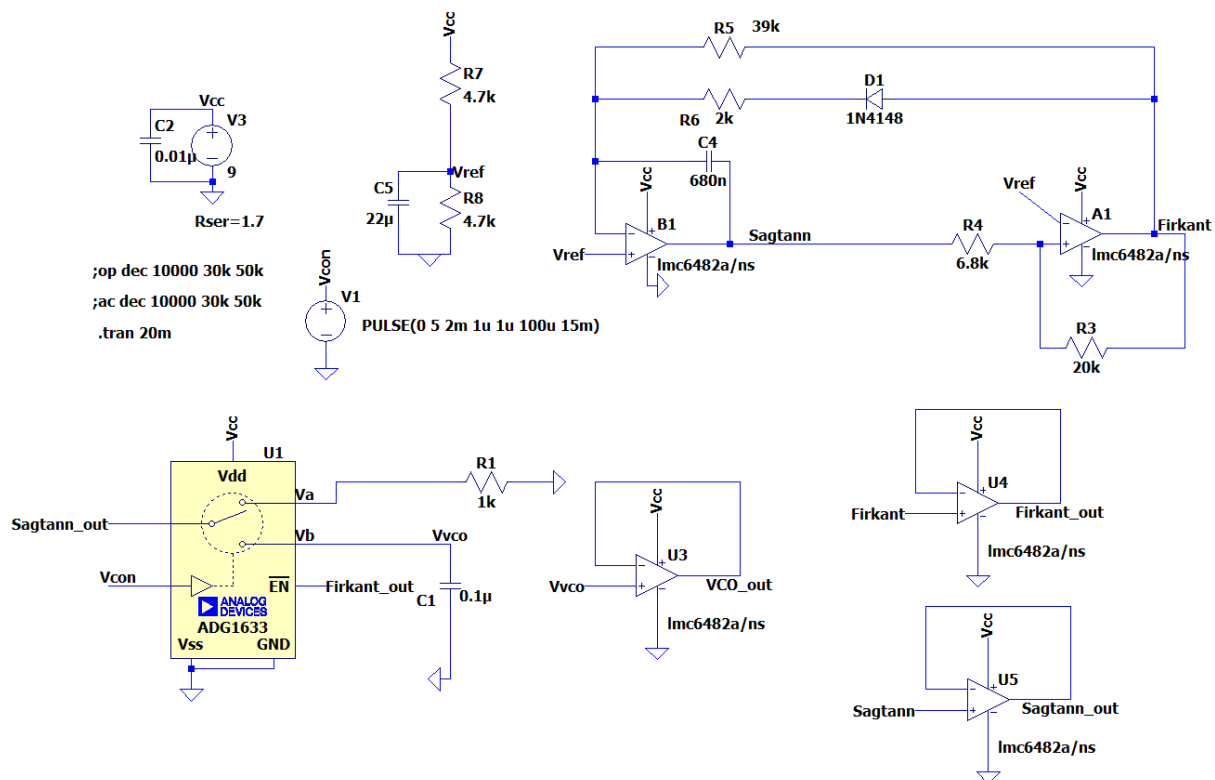 Vcc
R7
4.7k
Vref
C5
22µ
R8
4.7k
Vcc
C2
0.01µ
V3
9
Rser=1.7
;op dec 10000 30k 50k
;ac dec 10000 30k 50k
.tran 20m
Vcon
V1
PULSE(0 5 2m 1u 1u 100u 15m)
R5 39k
D1
R6 2k
1N4148
C4
680n
Vcc
B1
Vref
lmc6482a/ns
Sagtann
R4
6.8k
Vref
Vcc
A1
Firkant
lmc6482a/ns
R3
20k
Vcc
U1
Vdd
Va
R1
1k
Sagtann_out
Vb
Vvco
Vcon
EN
Firkant_out
C1
0.1µ
ANALOG
DEVICES
ADG1633
Vss GND
Vcc
U3
Vvco
VCO_out
lmc6482a/ns
Vcc
U4
Firkant
Firkant_out
lmc6482a/ns
Vcc
U5
Sagtann
Sagtann_out
lmc6482a/ns